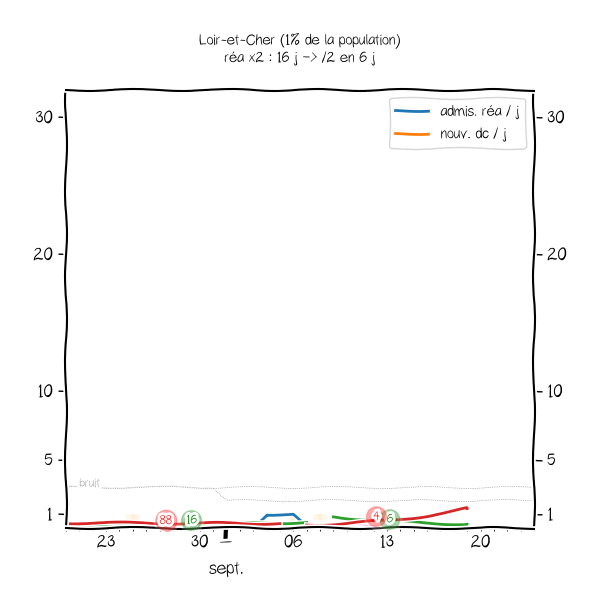 Loir-et-Cher (1% de la population)
réa x2 : 16 j -> /2 en 6 j
admis. réa / j
nouv. dc / j
30 30
20 20
10 10
5 5
bruit
1 1
88 16 4 6
23 30 06 13 20
sept.